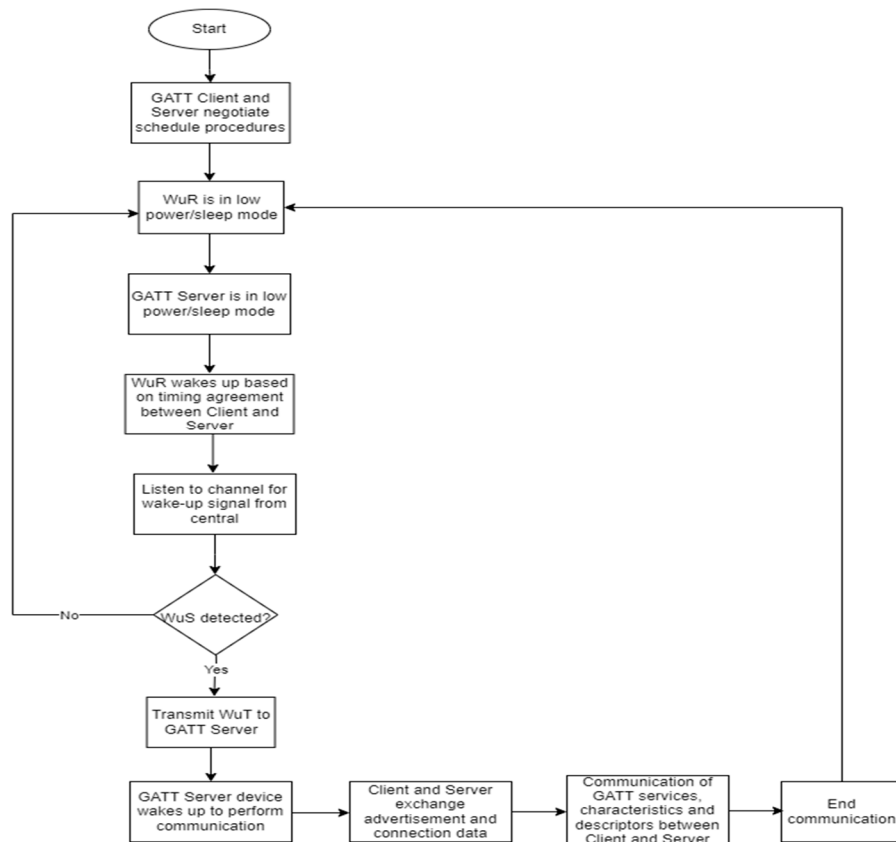 Start
GATT Client and
Server negotiate
schedule procedures
WuR is in low
power/sleep mode
GATT Server is in low
power/sleep mode
WuR wakes up based
on timing agreement
between Client and
Server
Listen to channel for
wake-up signal from
central
No
WuS detected?
Yes
Transmit WuT to
GATT Server
GATT Server device
wakes up to perform
communication
Client and Server
exchange
advertisement and
connection data
Communication of
GATT services,
characteristics and
descriptors between
Client and Server
End
communication